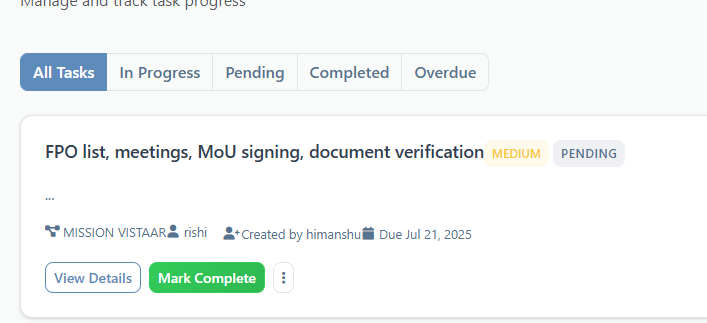 Manage and track task progress
All Tasks In Progress Pending Completed Overdue
FPO list, meetings, MoU signing, document verification MEDIUM PENDING
...
MISSION VISTAAR rishi Created by himanshu Due Jul 21, 2025
View Details Mark Complete